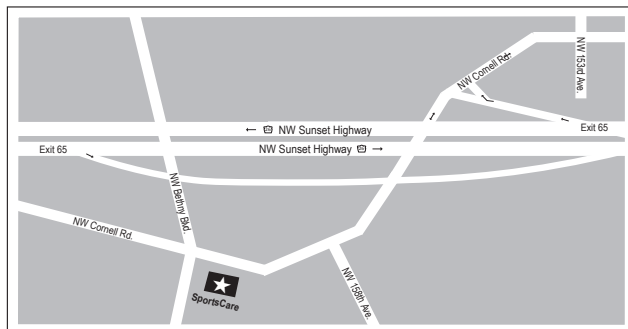 NW Cornell Rd.
NW 153rd Ave.
NW Sunset Highway
Exit 65
Exit 65
NW Sunset Highway
NW Bethny Blvd.
NW Cornell Rd.
NW 158th Ave.
SportsCare